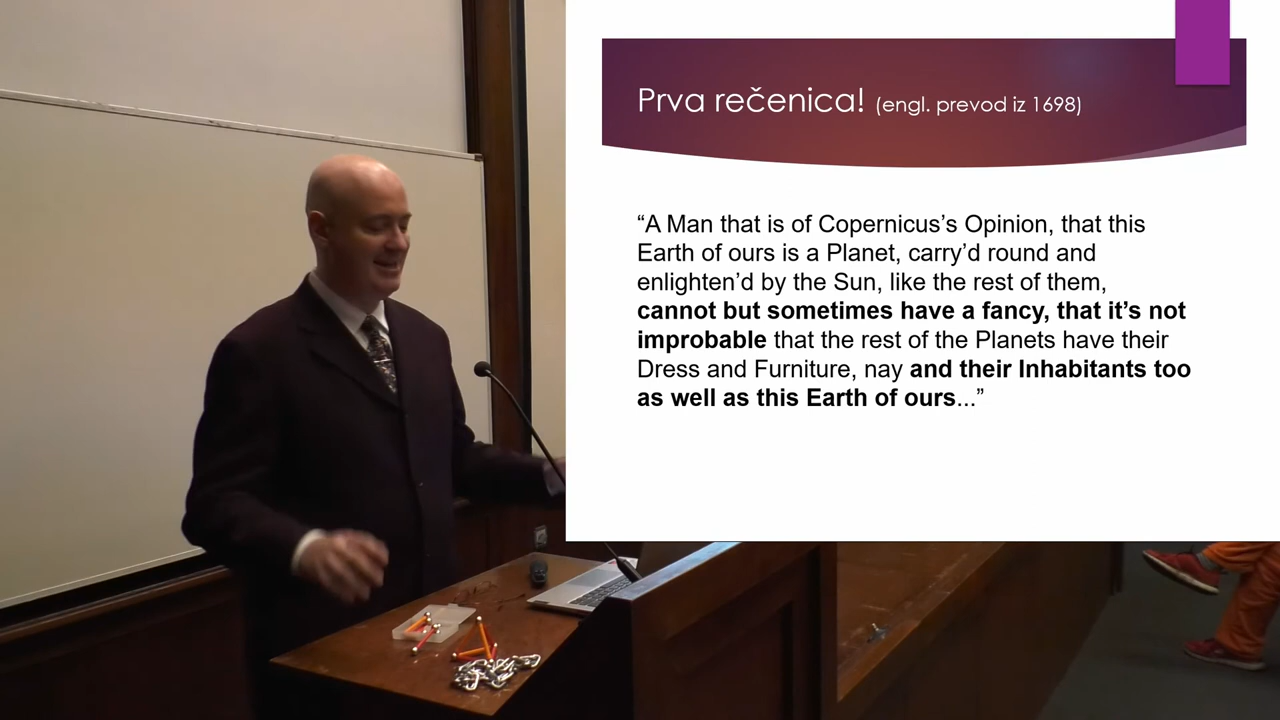 Prva rečenica! (engl. prevod iz 1698)
“A Man that is of Copernicus’s Opinion, that this
Earth of ours is a Planet, carry’d round and
enlighten’d by the Sun, like the rest of them,
cannot but sometimes have a fancy, that it’s not
improbable that the rest of the Planets have their
Dress and Furniture, nay and their Inhabitants too
as well as this Earth of ours...”